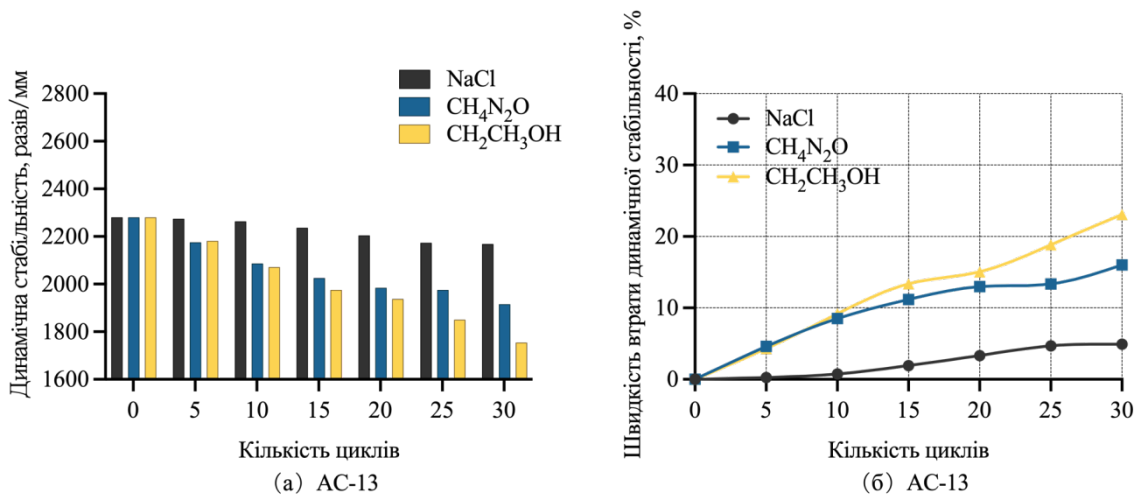 Динамічна стабільність, разів/мм
2800
2600
2400
2200
2000
1800
1600
NaCl
CH₄N₂O
CH₂CH₃OH
0 5 10 15 20 25 30
Кількість циклів
(а) АС-13
Швидкість втрати динамічної стабільності, %
40
30
20
10
0
NaCl
CH₄N₂O
CH₂CH₃OH
0 5 10 15 20 25 30
Кількість циклів
(б) АС-13